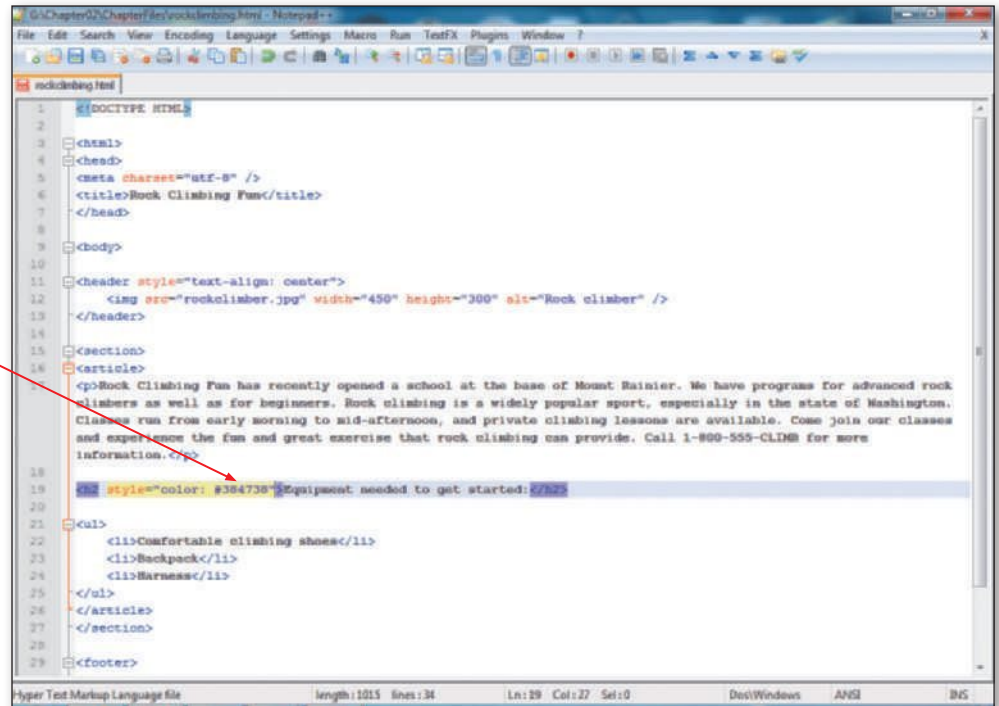 G:\Chapter02\ChapterFiles\rockclimbing.html - Notepad++
File Edit Search View Encoding Language Settings Macro Run TextFX Plugins Window ? X
rockclimbing.html
1 <!DOCTYPE HTML>
2
3 <html>
4 <head>
5 <meta charset="utf-8" />
6 <title>Rock Climbing Fun</title>
7 </head>
8
9 <body>
10
11 <header style="text-align: center">
12 <img src="rockclimber.jpg" width="450" height="300" alt="Rock climber" />
13 </header>
14
15 <section>
16 <article>
17 <p>Rock Climbing Fun has recently opened a school at the base of Mount Rainier. We have programs for advanced rock
climbers as well as for beginners. Rock climbing is a widely popular sport, especially in the state of Washington.
Classes run from early morning to mid-afternoon, and private climbing lessons are available. Come join our classes
and experience the fun and great exercise that rock climbing can provide. Call 1-800-555-CLIMB for more
information.</p>
18
19 <h2 style="color: #384738">Equipment needed to get started:</h2>
20
21 <ul>
22 <li>Comfortable climbing shoes</li>
23 <li>Backpack</li>
24 <li>Harness</li>
25 </ul>
26 </article>
27 </section>
28
29 <footer>
Hyper Text Markup Language file length : 1015 lines : 34 Ln : 19 Col : 27 Sel : 0 Dos\Windows ANSI INS